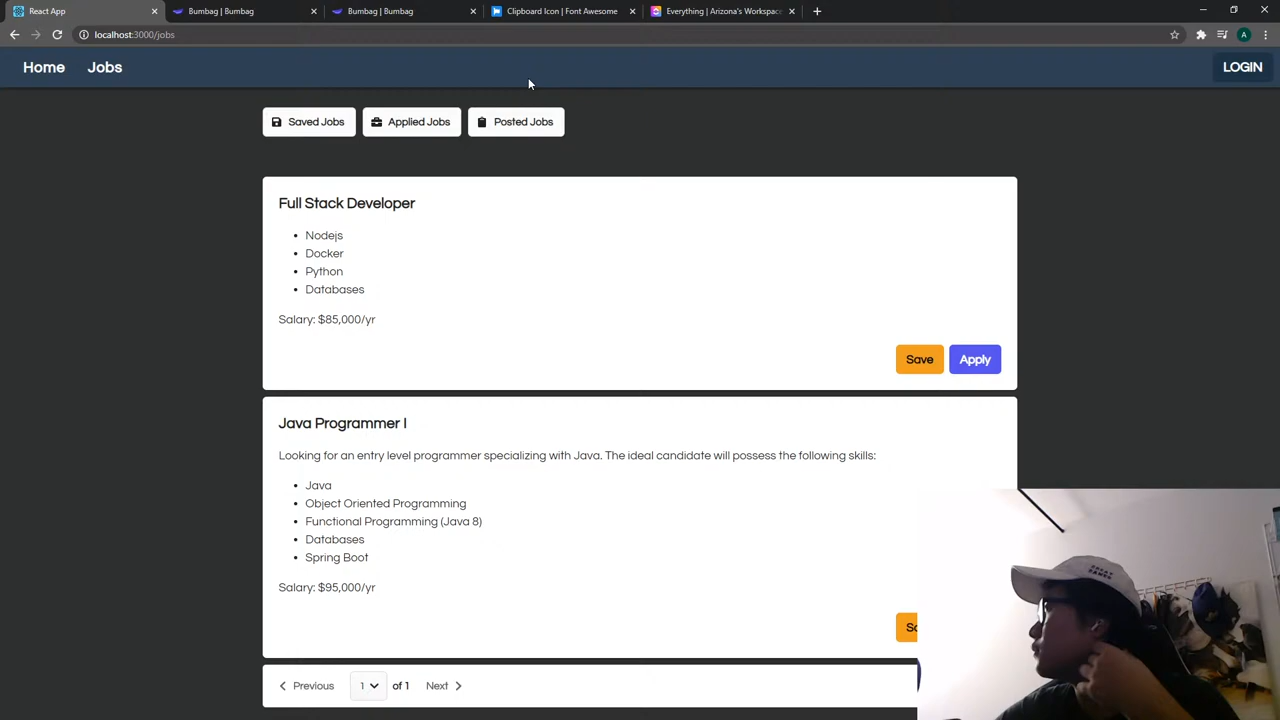 React App
Bumbag | Bumbag
Bumbag | Bumbag
Clipboard Icon | Font Awesome
Everything | Arizona's Workspace
localhost:3000/jobs
A
Home
Jobs
LOGIN
Saved Jobs
Applied Jobs
Posted Jobs
Full Stack Developer
• Nodejs
• Docker
• Python
• Databases
Salary: $85,000/yr
Save
Apply
Java Programmer I
Looking for an entry level programmer specializing with Java. The ideal candidate will possess the following skills:
• Java
• Object Oriented Programming
• Functional Programming (Java 8)
• Databases
• Spring Boot
Salary: $95,000/yr
Previous
1
of 1
Next